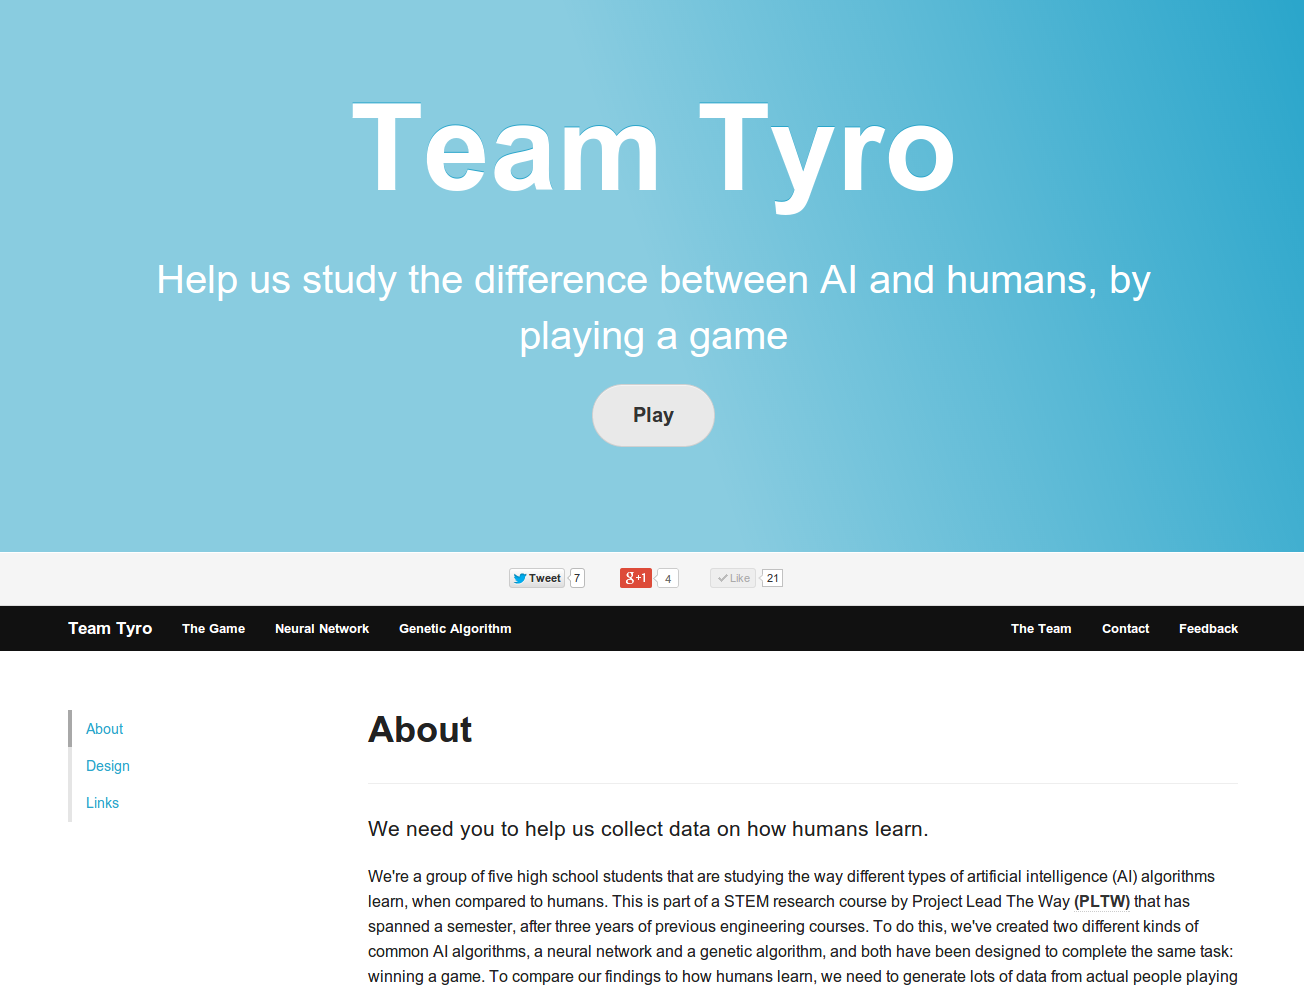 Team Tyro
Help us study the difference between AI and humans, by
playing a game
Play
Tweet 7 g+1 4 Like 21
Team Tyro The Game Neural Network Genetic Algorithm The Team Contact Feedback
About
Design
Links
About
We need you to help us collect data on how humans learn.
We're a group of five high school students that are studying the way different types of artificial intelligence (AI) algorithms
learn, when compared to humans. This is part of a STEM research course by Project Lead The Way (PLTW) that has
spanned a semester, after three years of previous engineering courses. To do this, we've created two different kinds of
common AI algorithms, a neural network and a genetic algorithm, and both have been designed to complete the same task:
winning a game. To compare our findings to how humans learn, we need to generate lots of data from actual people playing